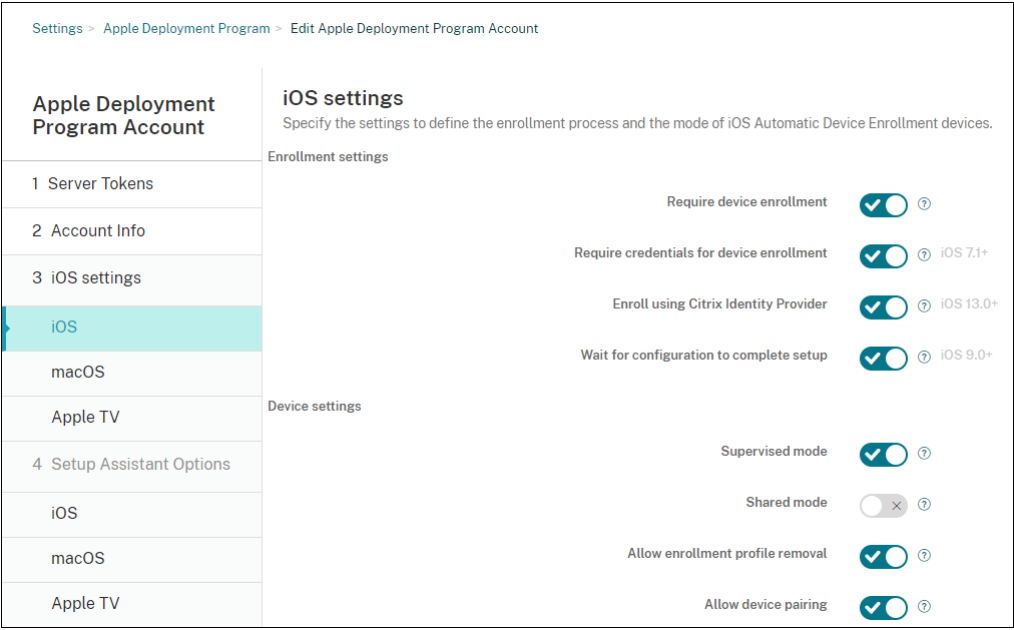 Settings > Apple Deployment Program > Edit Apple Deployment Program Account
Apple Deployment
Program Account
1 Server Tokens
2 Account Info
3 iOS settings
iOS
macOS
Apple TV
4 Setup Assistant Options
iOS
macOS
Apple TV
iOS settings
Specify the settings to define the enrollment process and the mode of iOS Automatic Device Enrollment devices.
Enrollment settings
Require device enrollment ?
Require credentials for device enrollment ? iOS 7.1+
Enroll using Citrix Identity Provider ? iOS 13.0+
Wait for configuration to complete setup ? iOS 9.0+
Device settings
Supervised mode ?
Shared mode ?
Allow enrollment profile removal ?
Allow device pairing ?